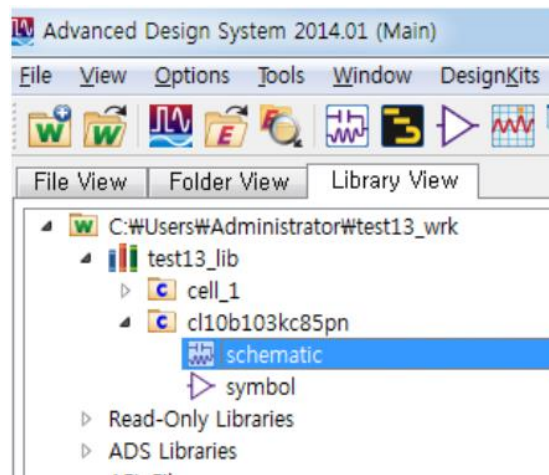 Advanced Design System 2014.01 (Main)
File View Options Tools Window DesignKits
File View Folder View Library View
C:₩Users₩Administrator₩test13_wrk
test13_lib
cell_1
cl10b103kc85pn
schematic
symbol
Read-Only Libraries
ADS Libraries